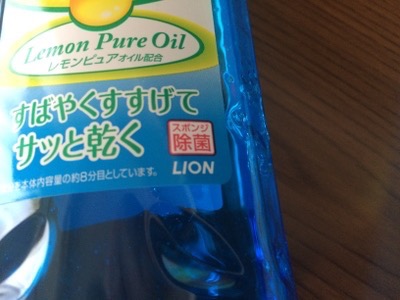 Lemon Pure Oil
レモンピュアオイル配合
すばやくすすげて
サッと乾く
スポンジ
除菌
LION
本体内容量の約8分目としています。